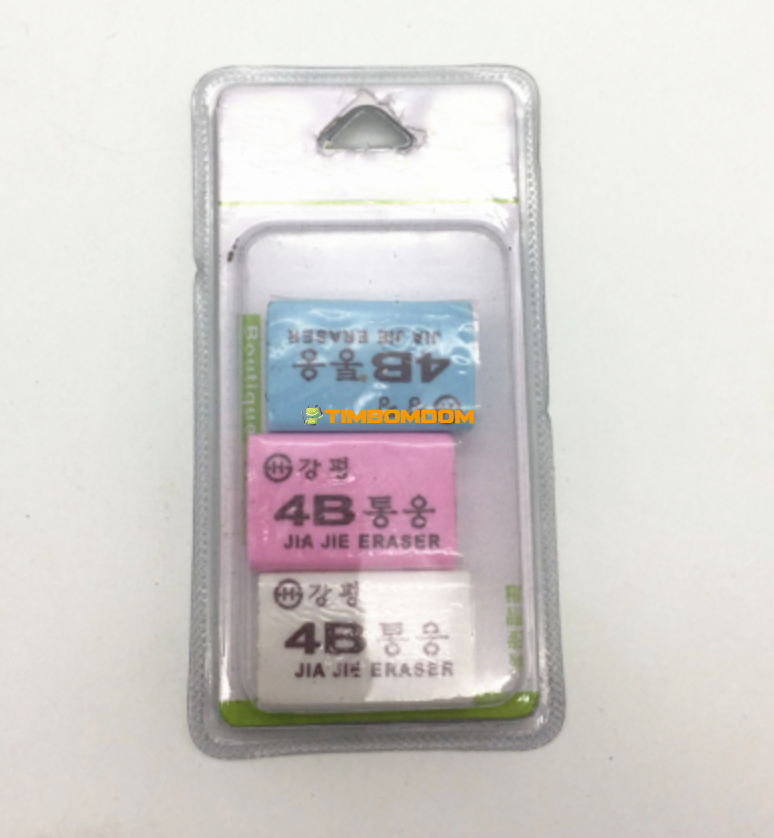 Boutique
JIA JIE ERASER
4B통웅
TIMBOMDOM
H 강평
4B통웅
JIA JIE ERASER
H 강평
4B통웅
JIA JIE ERASER